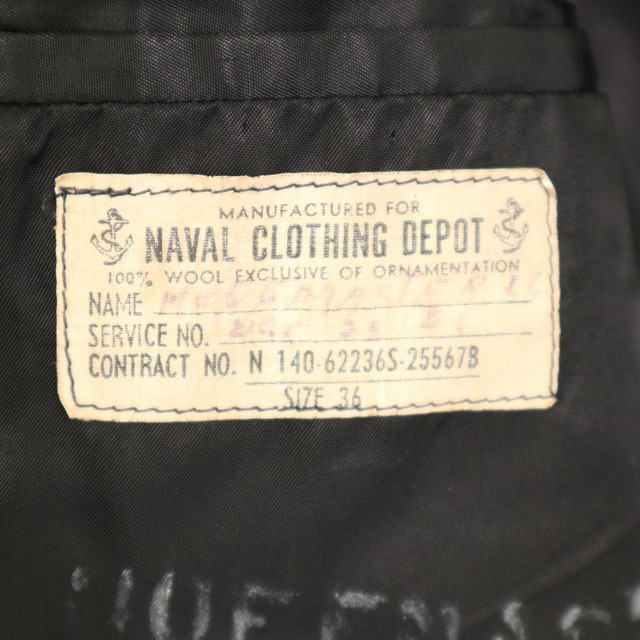 MANUFACTURED FOR
NAVAL CLOTHING DEPOT
100% WOOL EXCLUSIVE OF ORNAMENTATION
NAME
SERVICE NO.
CONTRACT NO. N 140-62236S-25567B
SIZE 36